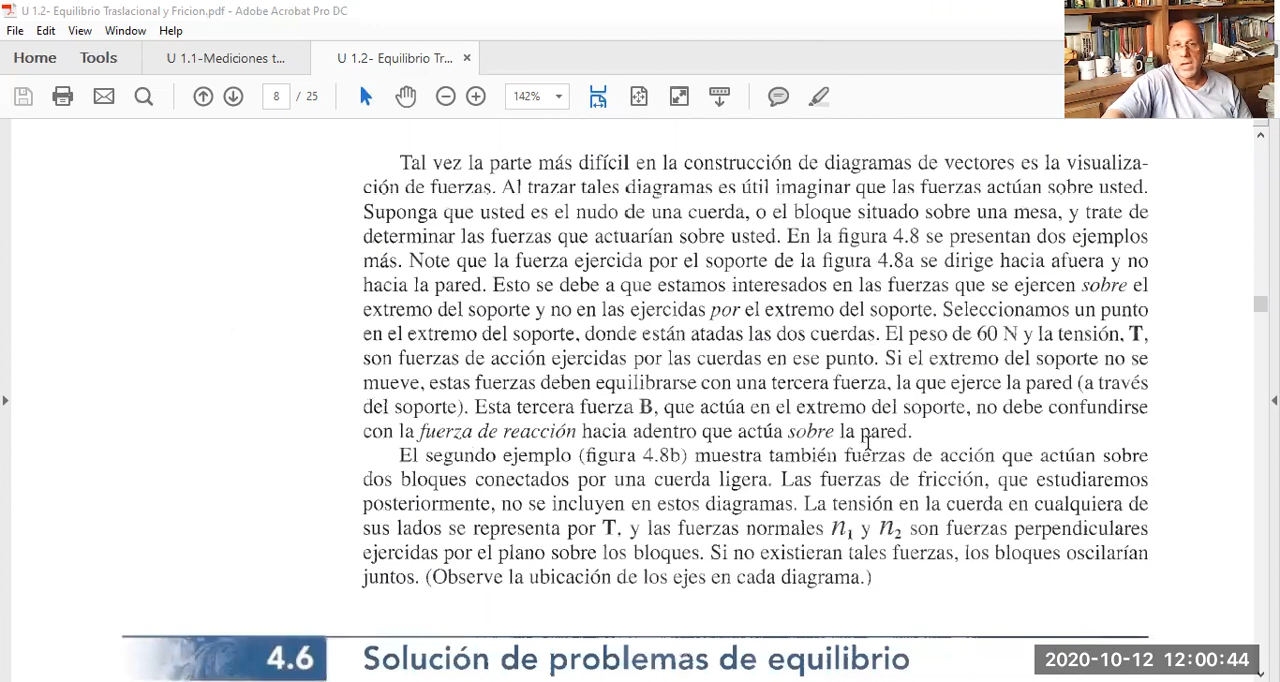 U 1.2- Equilibrio Traslacional y Fricion.pdf - Adobe Acrobat Pro DC
File Edit View Window Help
Home Tools U 1.1-Mediciones t... U 1.2- Equilibrio Tr... ×
8 / 25 142%
Tal vez la parte más difícil en la construcción de diagramas de vectores es la visualiza-
ción de fuerzas. Al trazar tales diagramas es útil imaginar que las fuerzas actúan sobre usted.
Suponga que usted es el nudo de una cuerda, o el bloque situado sobre una mesa, y trate de
determinar las fuerzas que actuarían sobre usted. En la figura 4.8 se presentan dos ejemplos
más. Note que la fuerza ejercida por el soporte de la figura 4.8a se dirige hacia afuera y no
hacia la pared. Esto se debe a que estamos interesados en las fuerzas que se ejercen sobre el
extremo del soporte y no en las ejercidas por el extremo del soporte. Seleccionamos un punto
en el extremo del soporte, donde están atadas las dos cuerdas. El peso de 60 N y la tensión, T,
son fuerzas de acción ejercidas por las cuerdas en ese punto. Si el extremo del soporte no se
mueve, estas fuerzas deben equilibrarse con una tercera fuerza, la que ejerce la pared (a través
del soporte). Esta tercera fuerza B, que actúa en el extremo del soporte, no debe confundirse
con la fuerza de reacción hacia adentro que actúa sobre la pared.
El segundo ejemplo (figura 4.8b) muestra también fuerzas de acción que actúan sobre
dos bloques conectados por una cuerda ligera. Las fuerzas de fricción, que estudiaremos
posteriormente, no se incluyen en estos diagramas. La tensión en la cuerda en cualquiera de
sus lados se representa por T, y las fuerzas normales n₁ y n₂ son fuerzas perpendiculares
ejercidas por el plano sobre los bloques. Si no existieran tales fuerzas, los bloques oscilarían
juntos. (Observe la ubicación de los ejes en cada diagrama.)
4.6 Solución de problemas de equilibrio
2020-10-12 12:00:44